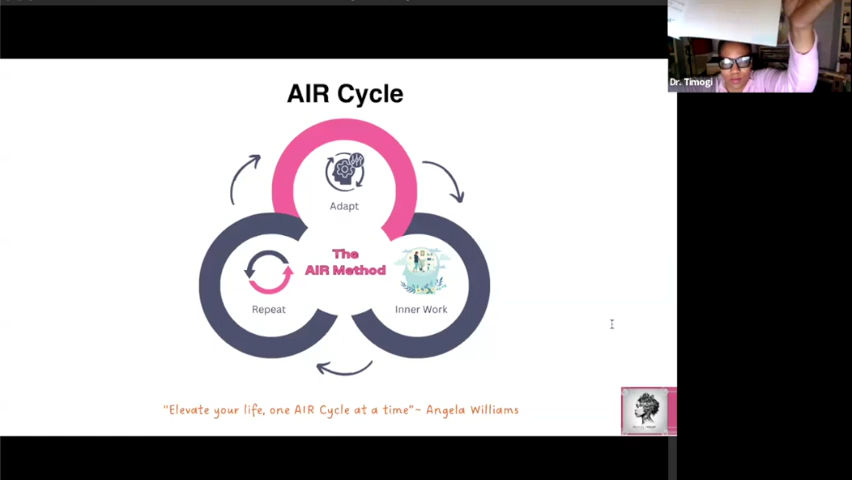 Dr. Timogi
AIR Cycle
Adapt
The
AIR Method
Repeat
Inner Work
"Elevate your life, one AIR Cycle at a time"~ Angela Williams